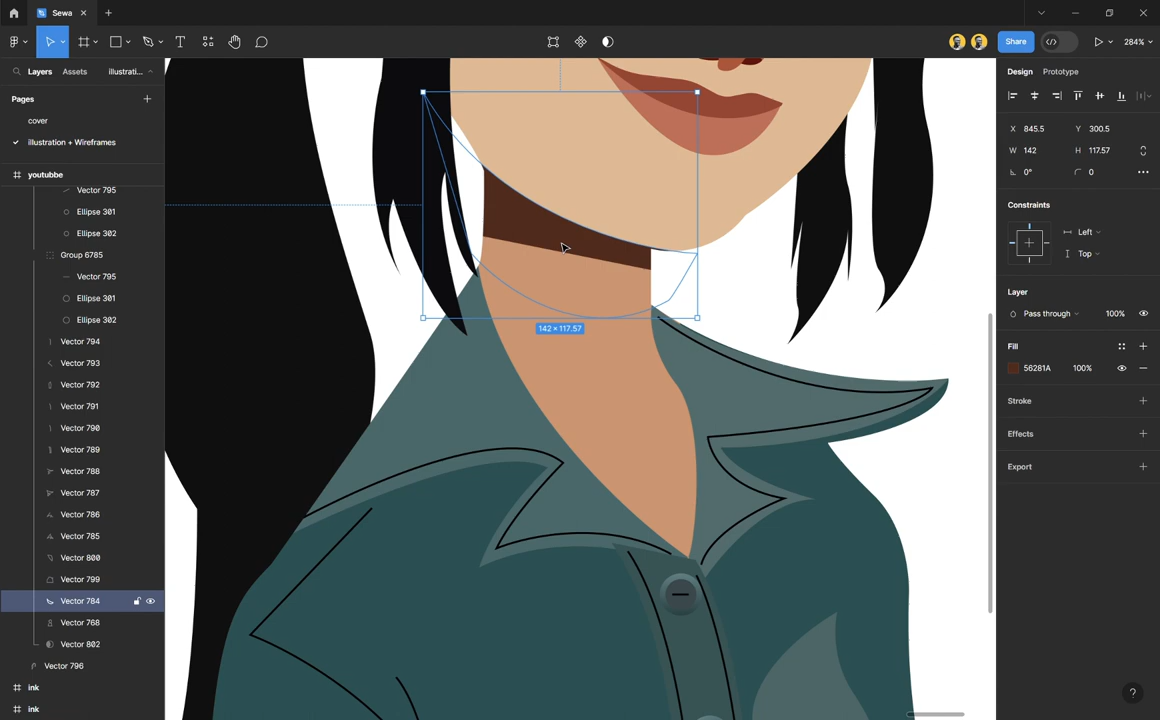 Sewa
Share
284%
Layers
Assets
illustrati...
Pages
cover
illustration + Wireframes
youtubbe
Vector 795
Ellipse 301
Ellipse 302
Group 6785
Vector 795
Ellipse 301
Ellipse 302
Vector 794
Vector 793
Vector 792
Vector 791
Vector 790
Vector 789
Vector 788
Vector 787
Vector 786
Vector 785
Vector 800
Vector 799
Vector 784
Vector 768
Vector 802
Vector 796
ink
ink
142 × 117.57
Design
Prototype
X 845.5
Y 300.5
W 142
H 117.57
0°
0
Constraints
Left
Top
Layer
Pass through
100%
Fill
56281A
100%
Stroke
Effects
Export
?